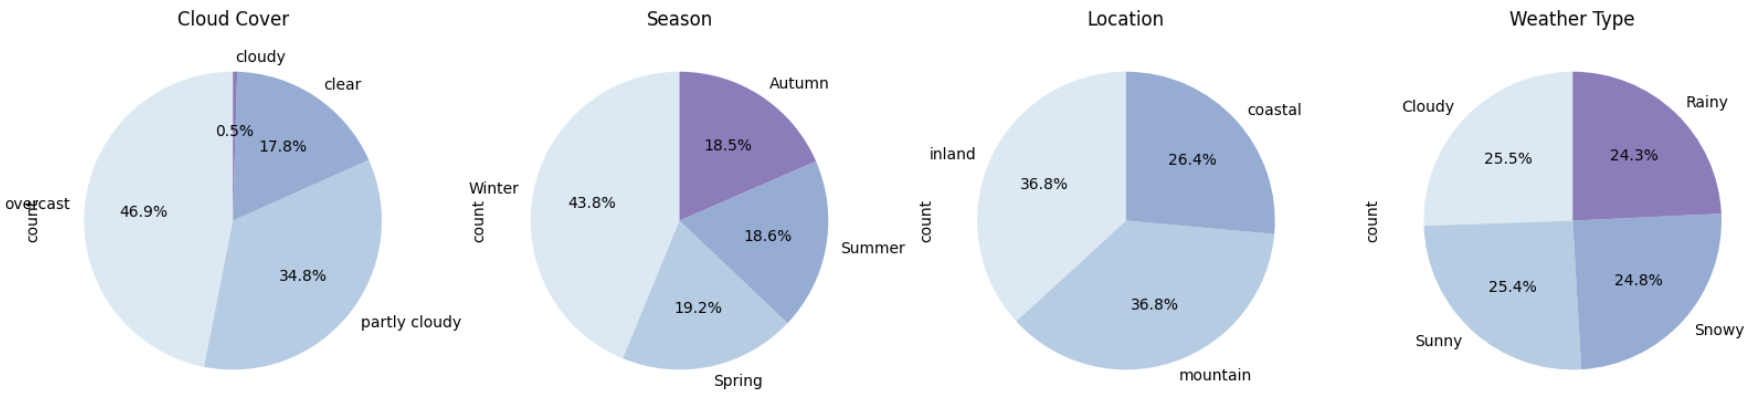 Cloud Cover
cloudy
clear
0.5%
17.8%
overcast
count
46.9%
34.8%
partly cloudy
Season
Autumn
18.5%
Winter
count
43.8%
18.6%
Summer
19.2%
Spring
Location
coastal
26.4%
inland
count
36.8%
36.8%
mountain
Weather Type
Cloudy
Rainy
25.5%
24.3%
count
25.4%
24.8%
Sunny
Snowy